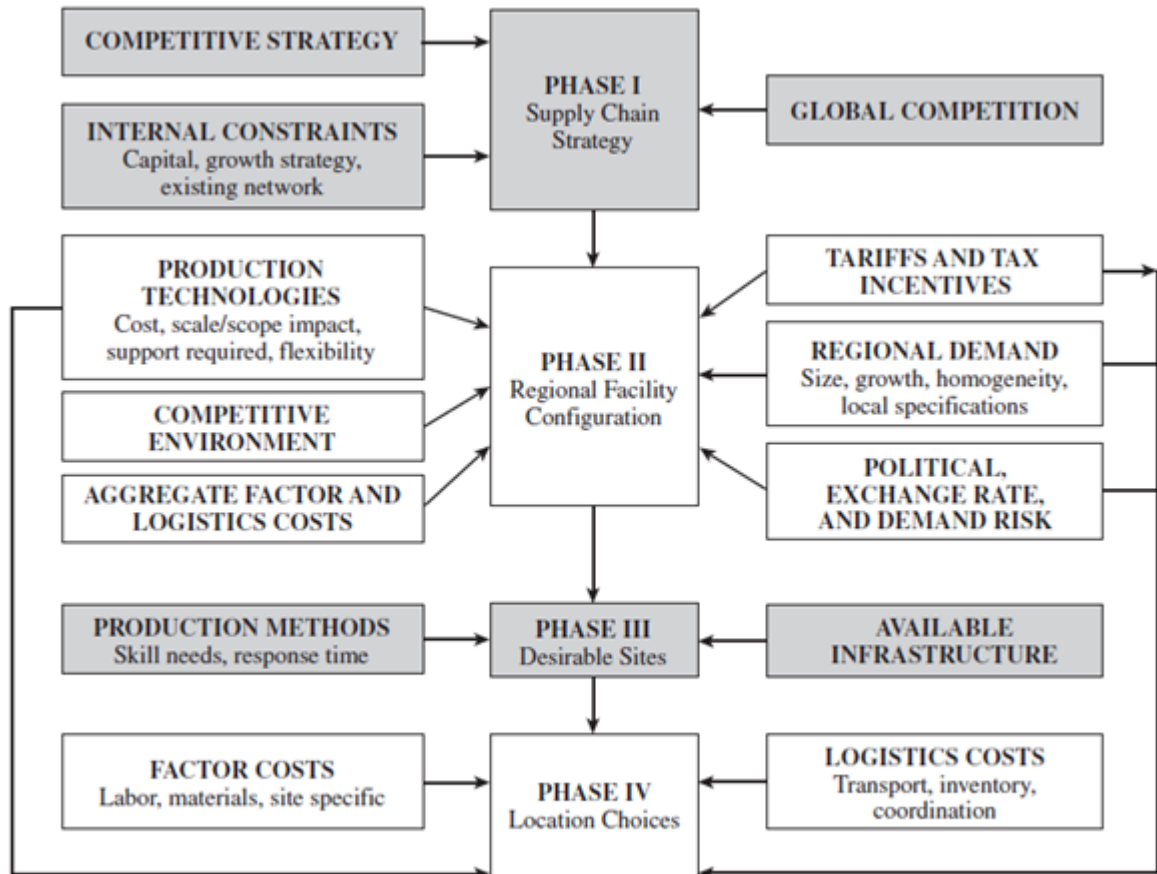 COMPETITIVE STRATEGY
PHASE I
Supply Chain
Strategy
GLOBAL COMPETITION
INTERNAL CONSTRAINTS
Capital, growth strategy,
existing network
PRODUCTION
TECHNOLOGIES
Cost, scale/scope impact,
support required, flexibility
TARIFFS AND TAX
INCENTIVES
PHASE II
Regional Facility
Configuration
REGIONAL DEMAND
Size, growth, homogeneity,
local specifications
COMPETITIVE
ENVIRONMENT
POLITICAL,
EXCHANGE RATE,
AND DEMAND RISK
AGGREGATE FACTOR AND
LOGISTICS COSTS
PRODUCTION METHODS
Skill needs, response time
PHASE III
Desirable Sites
AVAILABLE
INFRASTRUCTURE
FACTOR COSTS
Labor, materials, site specific
PHASE IV
Location Choices
LOGISTICS COSTS
Transport, inventory,
coordination